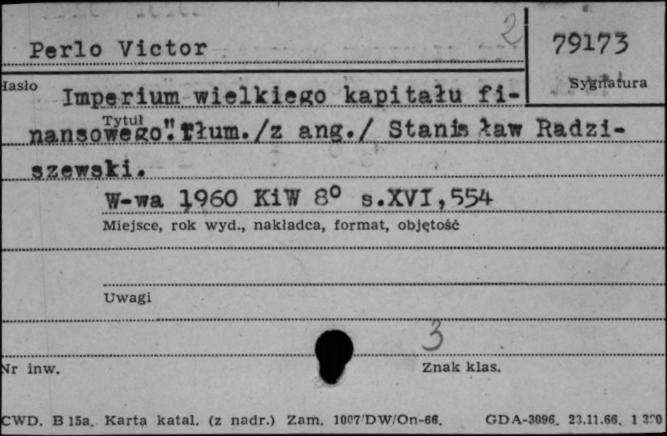 2
Perlo Victor
79173
Hasło
Sygnatura
Imperium wielkiego kapitału fi-
Tytuł
nansowego". Tłum./z ang./ Stanisław Radzi-
szewski.
W-wa 1960 KiW 8° s.XVI,554
Miejsce, rok wyd., nakładca, format, objętość
Uwagi
3
Nr inw.
Znak klas.
CWD. B 15a. Karta katal. (z nadr.) Zam. 1007/DW/On-66. GDA-3096. 23.11.66.